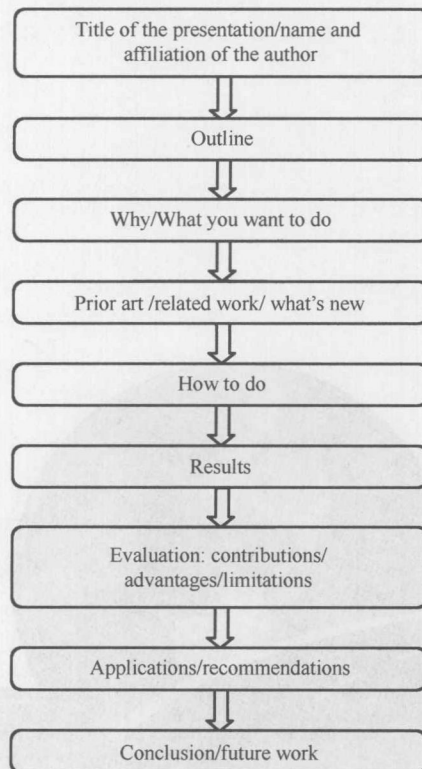 Title of the presentation/name and
affiliation of the author
Outline
Why/What you want to do
Prior art /related work/ what's new
How to do
Results
Evaluation: contributions/
advantages/limitations
Applications/recommendations
Conclusion/future work